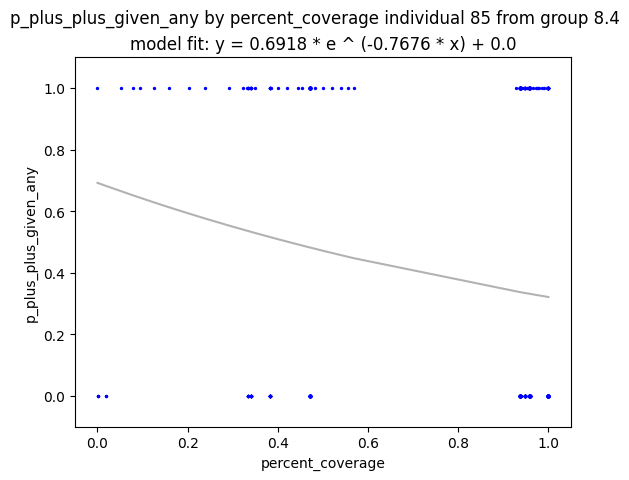 p_plus_plus_given_any by percent_coverage individual 85 from group 8.4
model fit: y = 0.6918 * e ^ (-0.7676 * x) + 0.0
1.0
0.8
0.6
0.4
0.2
0.0
p_plus_plus_given_any
0.0 0.2 0.4 0.6 0.8 1.0
percent_coverage